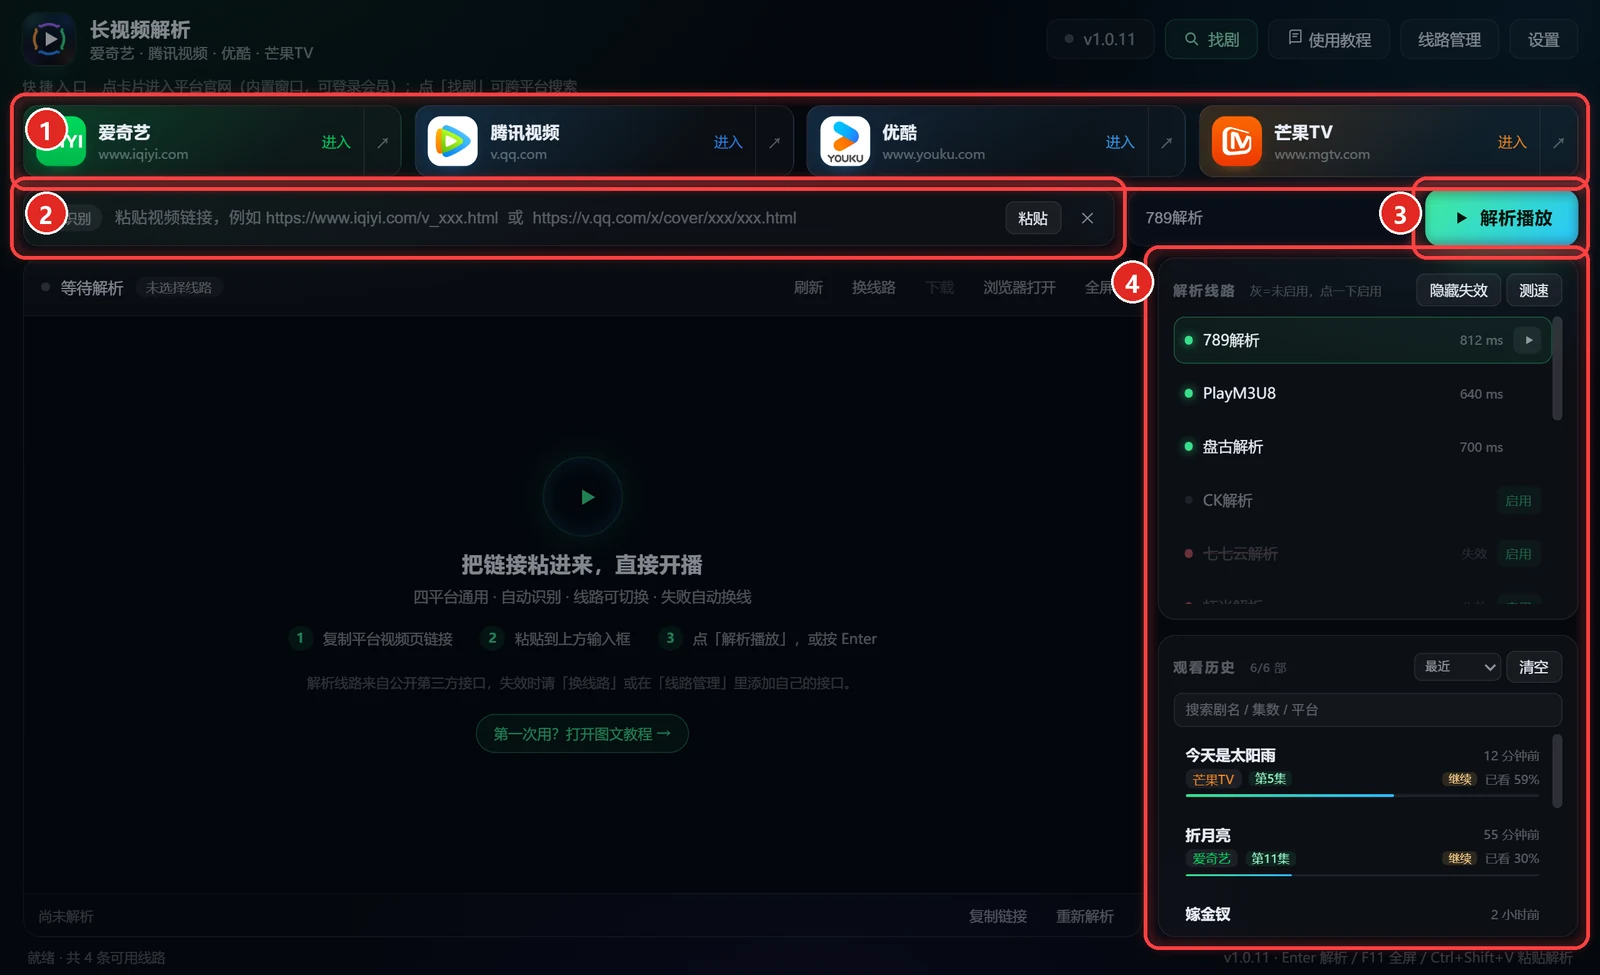 长视频解析
爱奇艺 · 腾讯视频 · 优酷 · 芒果TV
v1.0.11
找剧
使用教程
线路管理
设置
快捷入口 点卡片进入平台官网（内置窗口，可登录会员）；点「找剧」可跨平台搜索
1
爱奇艺
www.iqiyi.com
进入
腾讯视频
v.qq.com
进入
YOUKU
优酷
www.youku.com
进入
芒果TV
www.mgtv.com
进入
2
识别
粘贴视频链接，例如 https://www.iqiyi.com/v_xxx.html 或 https://v.qq.com/x/cover/xxx/xxx.html
粘贴
789解析
3
解析播放
等待解析
未选择线路
刷新
换线路
下载
浏览器打开
全屏
4
解析线路
灰=未启用，点一下启用
隐藏失效
测速
789解析
812 ms
PlayM3U8
640 ms
盘古解析
700 ms
CK解析
启用
七七云解析
失效
启用
把链接粘进来，直接开播
四平台通用 · 自动识别 · 线路可切换 · 失败自动换线
1 复制平台视频页链接
2 粘贴到上方输入框
3 点「解析播放」，或按 Enter
解析线路来自公开第三方接口，失效时请「换线路」或在「线路管理」里添加自己的接口。
第一次用？打开图文教程 →
观看历史
6/6 部
最近
清空
搜索剧名 / 集数 / 平台
今天是太阳雨
12 分钟前
芒果TV
第5集
继续
已看 59%
折月亮
55 分钟前
爱奇艺
第11集
继续
已看 30%
嫁金钗
2 小时前
尚未解析
复制链接
重新解析
就绪 · 共 4 条可用线路
v1.0.11 · Enter 解析 / F11 全屏 / Ctrl+Shift+V 粘贴解析